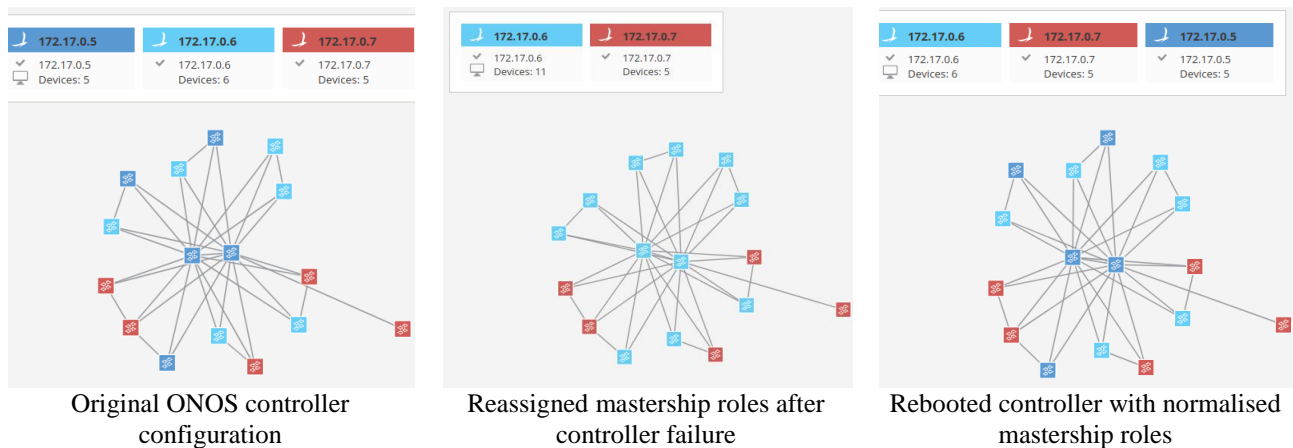 172.17.0.5
172.17.0.6
172.17.0.7
172.17.0.5
Devices: 5
172.17.0.6
Devices: 6
172.17.0.7
Devices: 5
Original ONOS controller
configuration
172.17.0.6
172.17.0.7
172.17.0.6
Devices: 11
172.17.0.7
Devices: 5
Reassigned mastership roles after
controller failure
172.17.0.6
172.17.0.7
172.17.0.5
172.17.0.6
Devices: 6
172.17.0.7
Devices: 5
172.17.0.5
Devices: 5
Rebooted controller with normalised
mastership roles